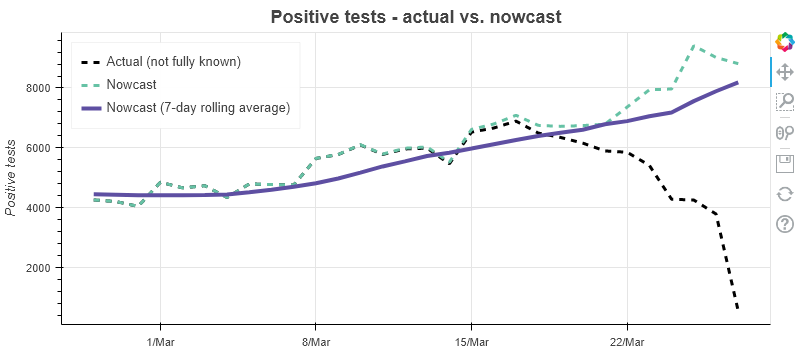 Positive tests - actual vs. nowcast
Actual (not fully known)
Nowcast
Nowcast (7-day rolling average)
Positive tests
8000
6000
4000
2000
1/Mar
8/Mar
15/Mar
22/Mar